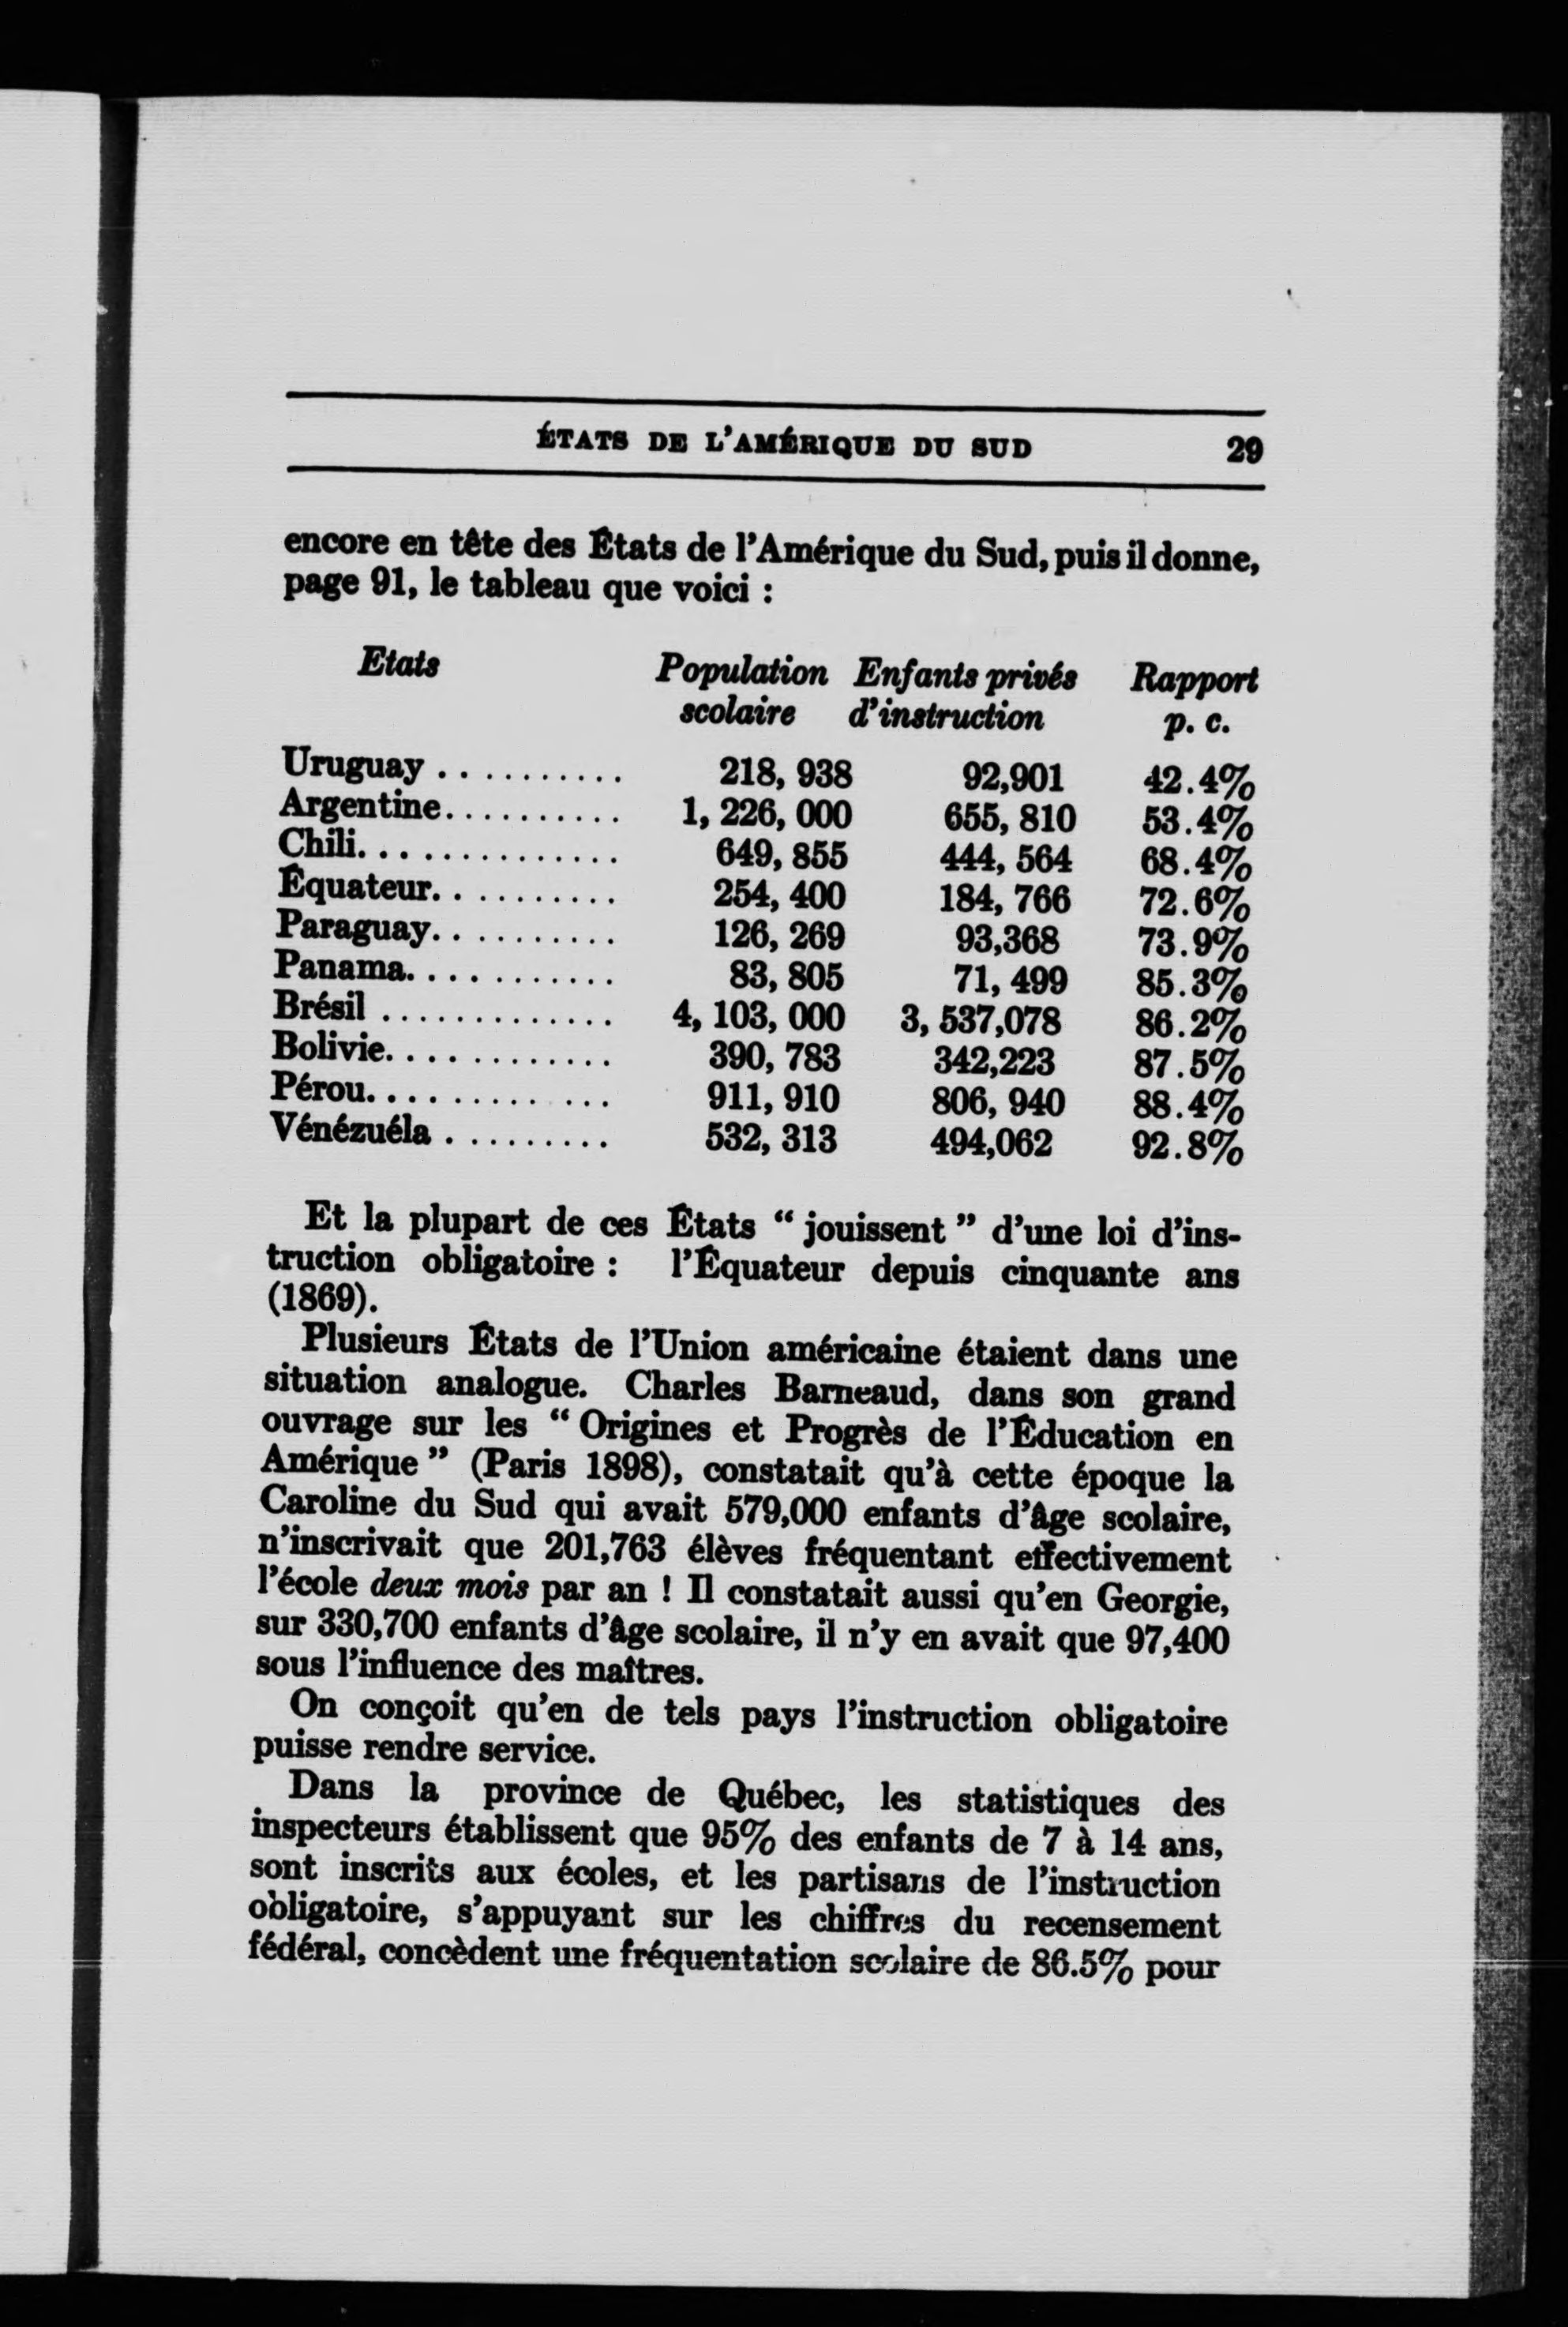 ÉTATS DE L'AMÉRIQUE DU SUD 29
encore en tête des États de l'Amérique du Sud, puis il donne,
page 91, le tableau que voici :
Etats Population Enfants privés Rapport
scolaire d'instruction p. c.
Uruguay .......... 218, 938 92,901 42.4%
Argentine.......... 1, 226, 000 655, 810 53.4%
Chili.............. 649, 855 444, 564 68.4%
Équateur.......... 254, 400 184, 766 72.6%
Paraguay.......... 126, 269 93,368 73.9%
Panama............ 83, 805 71, 499 85.3%
Brésil ............. 4, 103, 000 3, 537,078 86.2%
Bolivie............. 390, 783 342,223 87.5%
Pérou............. 911, 910 806, 940 88.4%
Vénézuéla ......... 532, 313 494,062 92.8%
Et la plupart de ces États “ jouissent ” d'une loi d'ins-
truction obligatoire : l'Équateur depuis cinquante ans
(1869).
Plusieurs États de l'Union américaine étaient dans une
situation analogue. Charles Barneaud, dans son grand
ouvrage sur les “ Origines et Progrès de l'Éducation en
Amérique ” (Paris 1898), constatait qu'à cette époque la
Caroline du Sud qui avait 579,000 enfants d'âge scolaire,
n'inscrivait que 201,763 élèves fréquentant effectivement
l'école deux mois par an ! Il constatait aussi qu'en Georgie,
sur 330,700 enfants d'âge scolaire, il n'y en avait que 97,400
sous l'influence des maîtres.
On conçoit qu'en de tels pays l'instruction obligatoire
puisse rendre service.
Dans la province de Québec, les statistiques des
inspecteurs établissent que 95% des enfants de 7 à 14 ans,
sont inscrits aux écoles, et les partisans de l'instruction
obligatoire, s'appuyant sur les chiffres du recensement
fédéral, concèdent une fréquentation scolaire de 86.5% pour